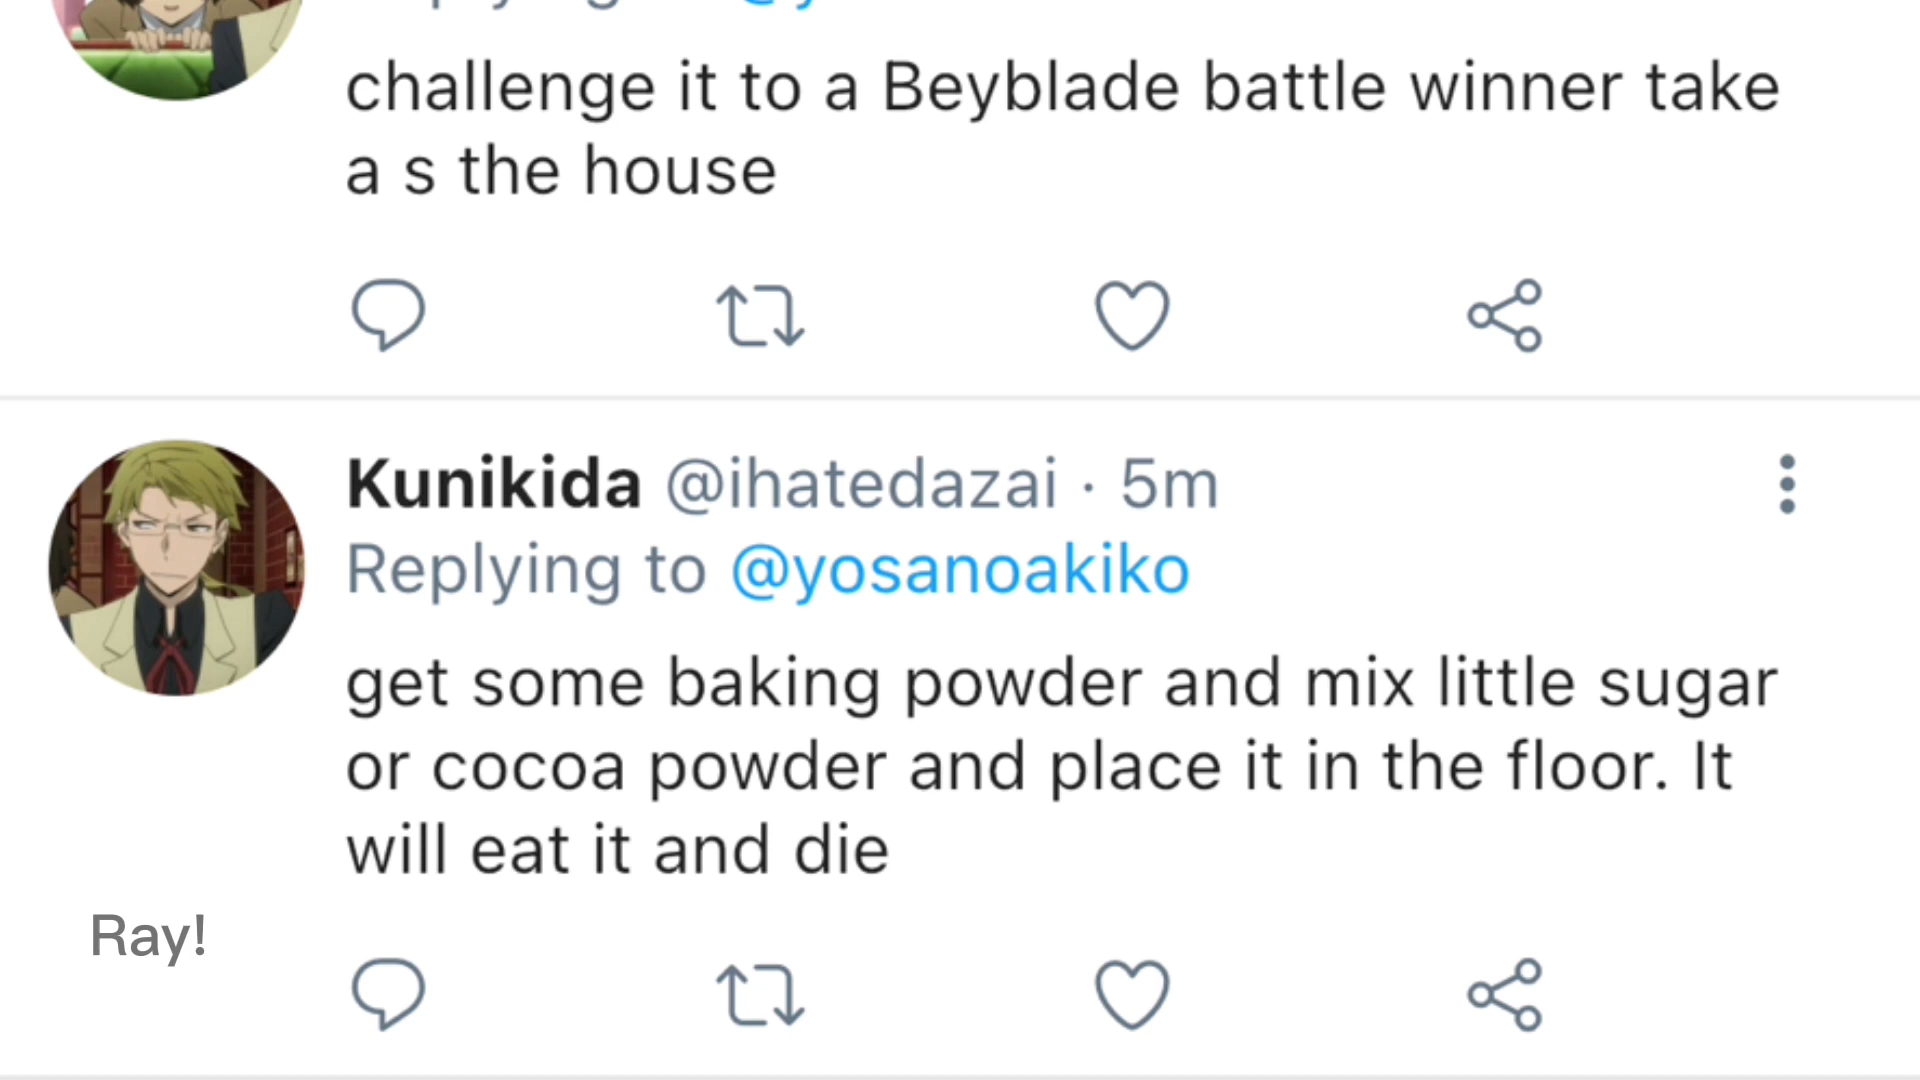 challenge it to a Beyblade battle winner take
a s the house
Kunikida @ihatedazai · 5m
Replying to @yosanoakiko
get some baking powder and mix little sugar
or cocoa powder and place it in the floor. It
will eat it and die
Ray!